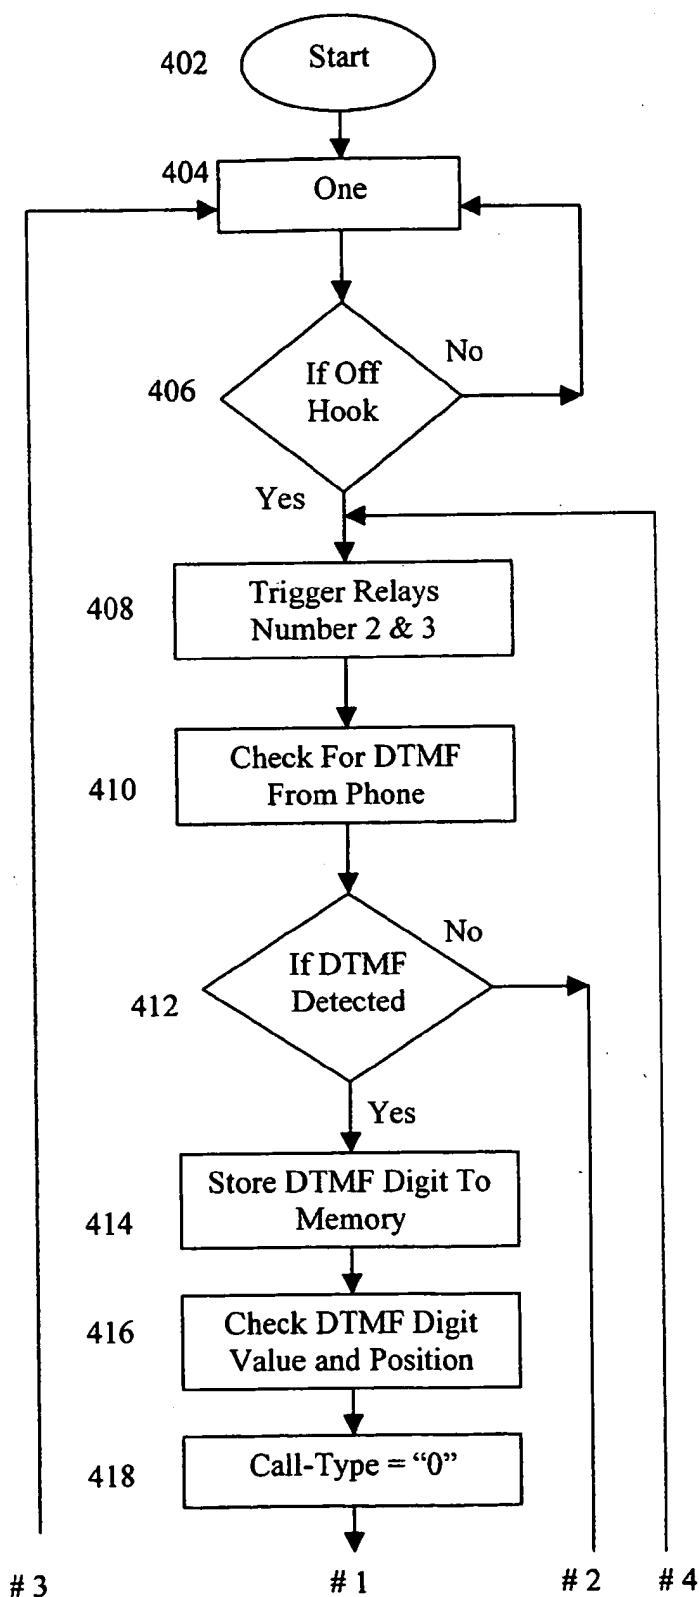 402
Start
404
One
No
406
If Off
Hook
Yes
408
Trigger Relays
Number 2 & 3
410
Check For DTMF
From Phone
No
412
If DTMF
Detected
Yes
414
Store DTMF Digit To
Memory
416
Check DTMF Digit
Value and Position
418
Call-Type = “0”
# 3
# 1
# 2
# 4